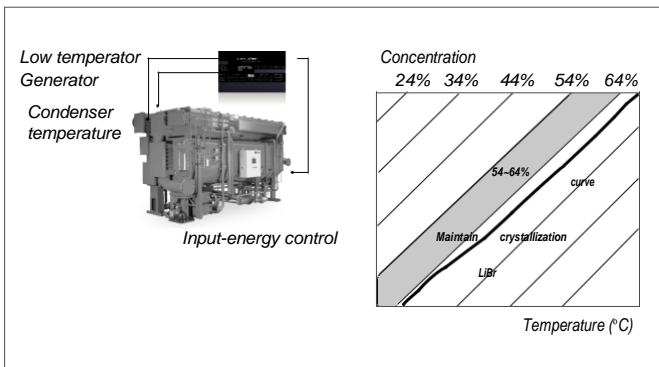 Low temperator
Generator
Condenser
temperature
Input-energy control
Concentration
24% 34% 44% 54% 64%
54~64%
curve
Maintain crystallization
LiBr
Temperature (°C)